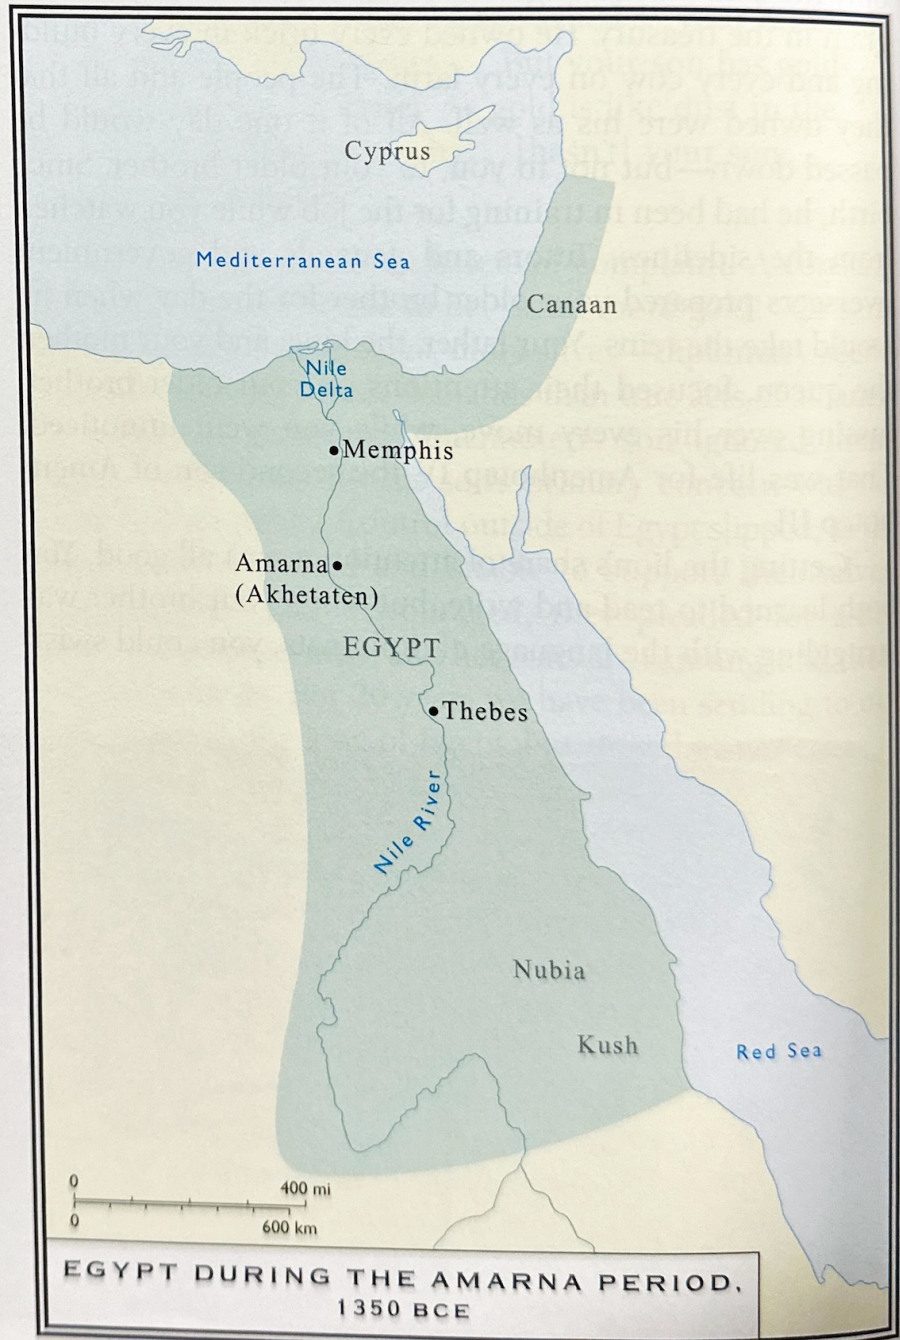 Cyprus
Mediterranean Sea
Canaan
Nile
Delta
Memphis
Amarna
(Akhetaten)
EGYPT
Thebes
Nile River
Nubia
Kush
Red Sea
0 400 mi
0 600 km
EGYPT DURING THE AMARNA PERIOD,
1350 BCE